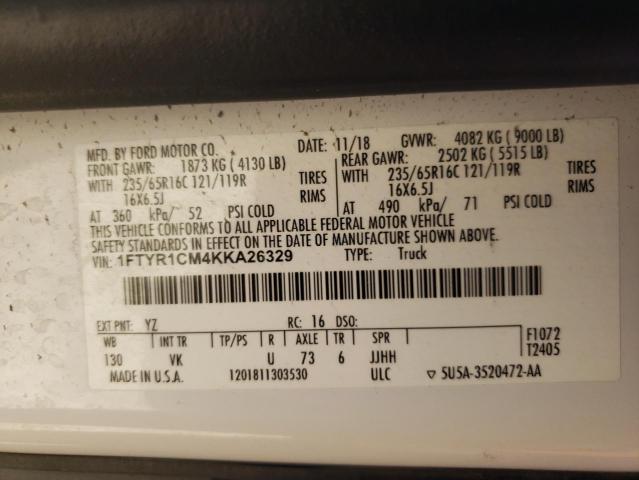 MFD. BY FORD MOTOR CO.
DATE: 11/18 GVWR: 4082 KG ( 9000 LB)
FRONT GAWR: 1873 KG ( 4130 LB)
REAR GAWR: 2502 KG ( 5515 LB)
WITH 235/65R16C 121/119R TIRES
WITH 235/65R16C 121/119R TIRES
16X6.5J RIMS
16X6.5J RIMS
AT 360 kPa/ 52 PSI COLD
AT 490 kPa/ 71 PSI COLD
THIS VEHICLE CONFORMS TO ALL APPLICABLE FEDERAL MOTOR VEHICLE
SAFETY STANDARDS IN EFFECT ON THE DATE OF MANUFACTURE SHOWN ABOVE.
VIN: 1FTYR1CM4KKA26329 TYPE: Truck
EXT PNT: YZ RC: 16 DSO:
WB INT TR TP/PS R AXLE TR SPR
130 VK U 73 6 JJHH
F1072
T2405
MADE IN U.S.A. 1201811303530 ULC ▽ 5U5A-3520472-AA